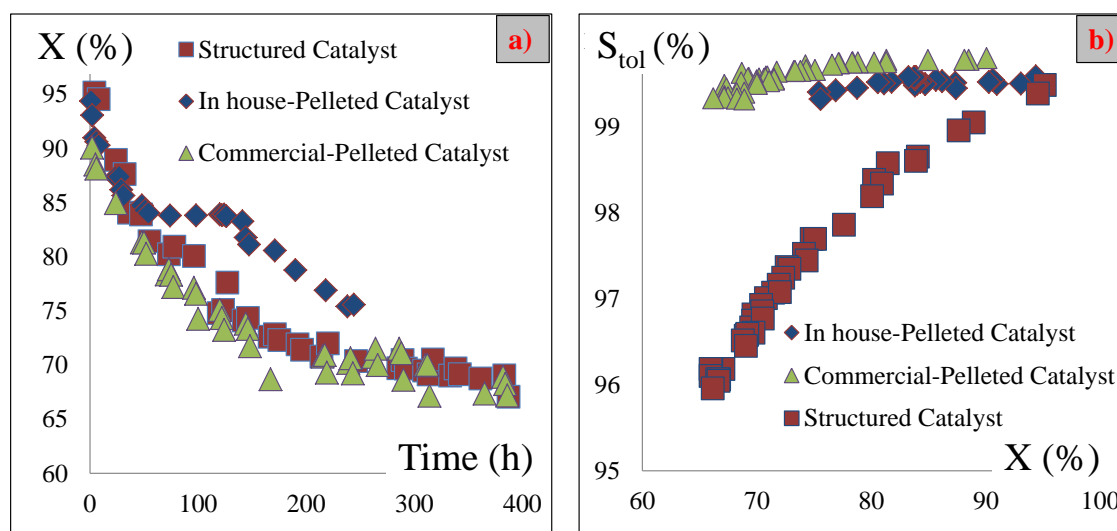 X (%)
a)
Structured Catalyst
In house-Pelleted Catalyst
Commercial-Pelleted Catalyst
95
90
85
80
75
70
65
60
Time (h)
0 100 200 300 400
S_tol (%)
b)
99
98
97
96
95
In house-Pelleted Catalyst
Commercial-Pelleted Catalyst
Structured Catalyst
X (%)
60 70 80 90 100